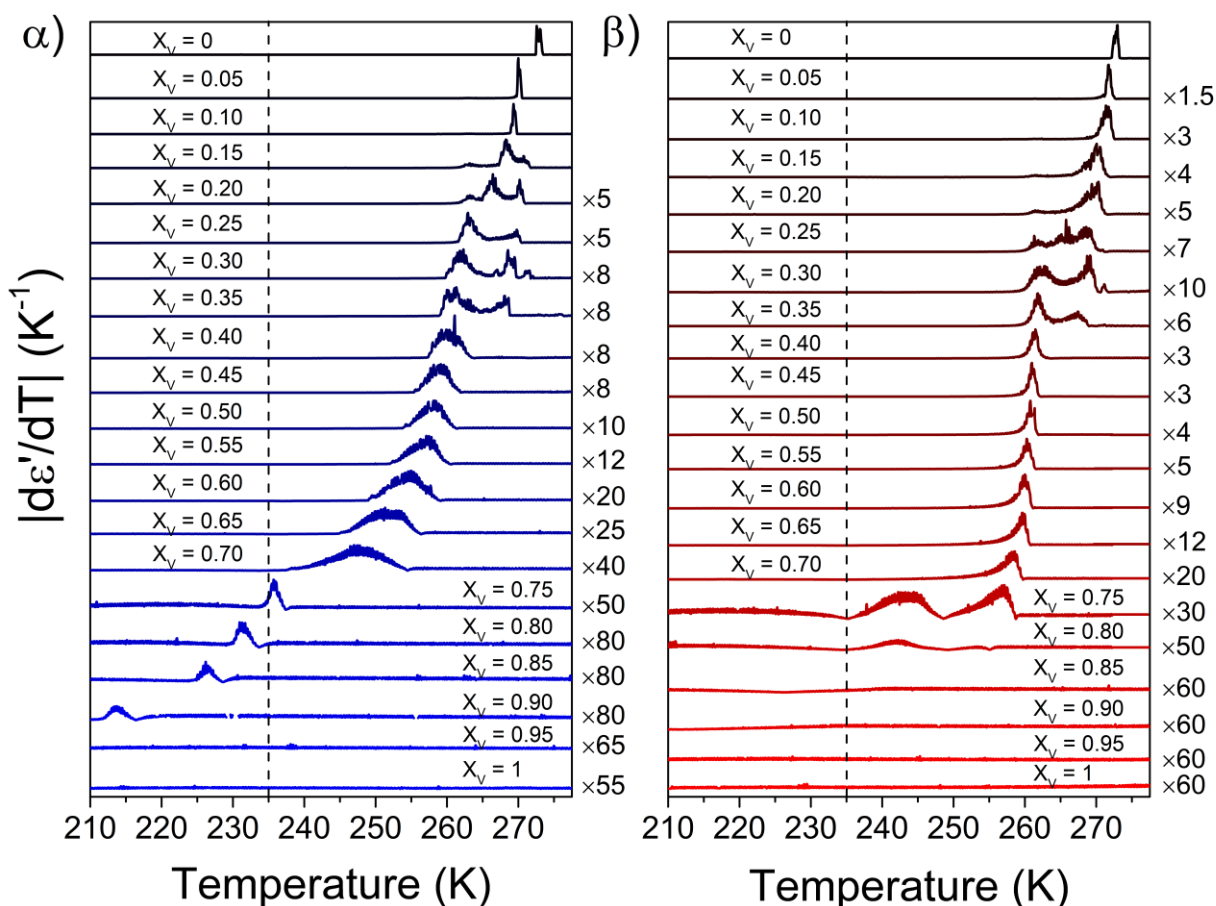 α)
X_V = 0
X_V = 0.05
X_V = 0.10
X_V = 0.15
X_V = 0.20 ×5
X_V = 0.25 ×5
X_V = 0.30 ×8
X_V = 0.35 ×8
X_V = 0.40 ×8
X_V = 0.45 ×8
X_V = 0.50 ×10
X_V = 0.55 ×12
X_V = 0.60 ×20
X_V = 0.65 ×25
X_V = 0.70 ×40
X_V = 0.75 ×50
X_V = 0.80 ×80
X_V = 0.85 ×80
X_V = 0.90 ×80
X_V = 0.95 ×65
X_V = 1 ×55
210 220 230 240 250 260 270
Temperature (K)
|dε'/dT| (K⁻¹)
β)
X_V = 0
X_V = 0.05 ×1.5
X_V = 0.10 ×3
X_V = 0.15 ×4
X_V = 0.20 ×5
X_V = 0.25 ×7
X_V = 0.30 ×10
X_V = 0.35 ×6
X_V = 0.40 ×3
X_V = 0.45 ×3
X_V = 0.50 ×4
X_V = 0.55 ×5
X_V = 0.60 ×9
X_V = 0.65 ×12
X_V = 0.70 ×20
X_V = 0.75 ×30
X_V = 0.80 ×50
X_V = 0.85 ×60
X_V = 0.90 ×60
X_V = 0.95 ×60
X_V = 1 ×60
210 220 230 240 250 260 270
Temperature (K)